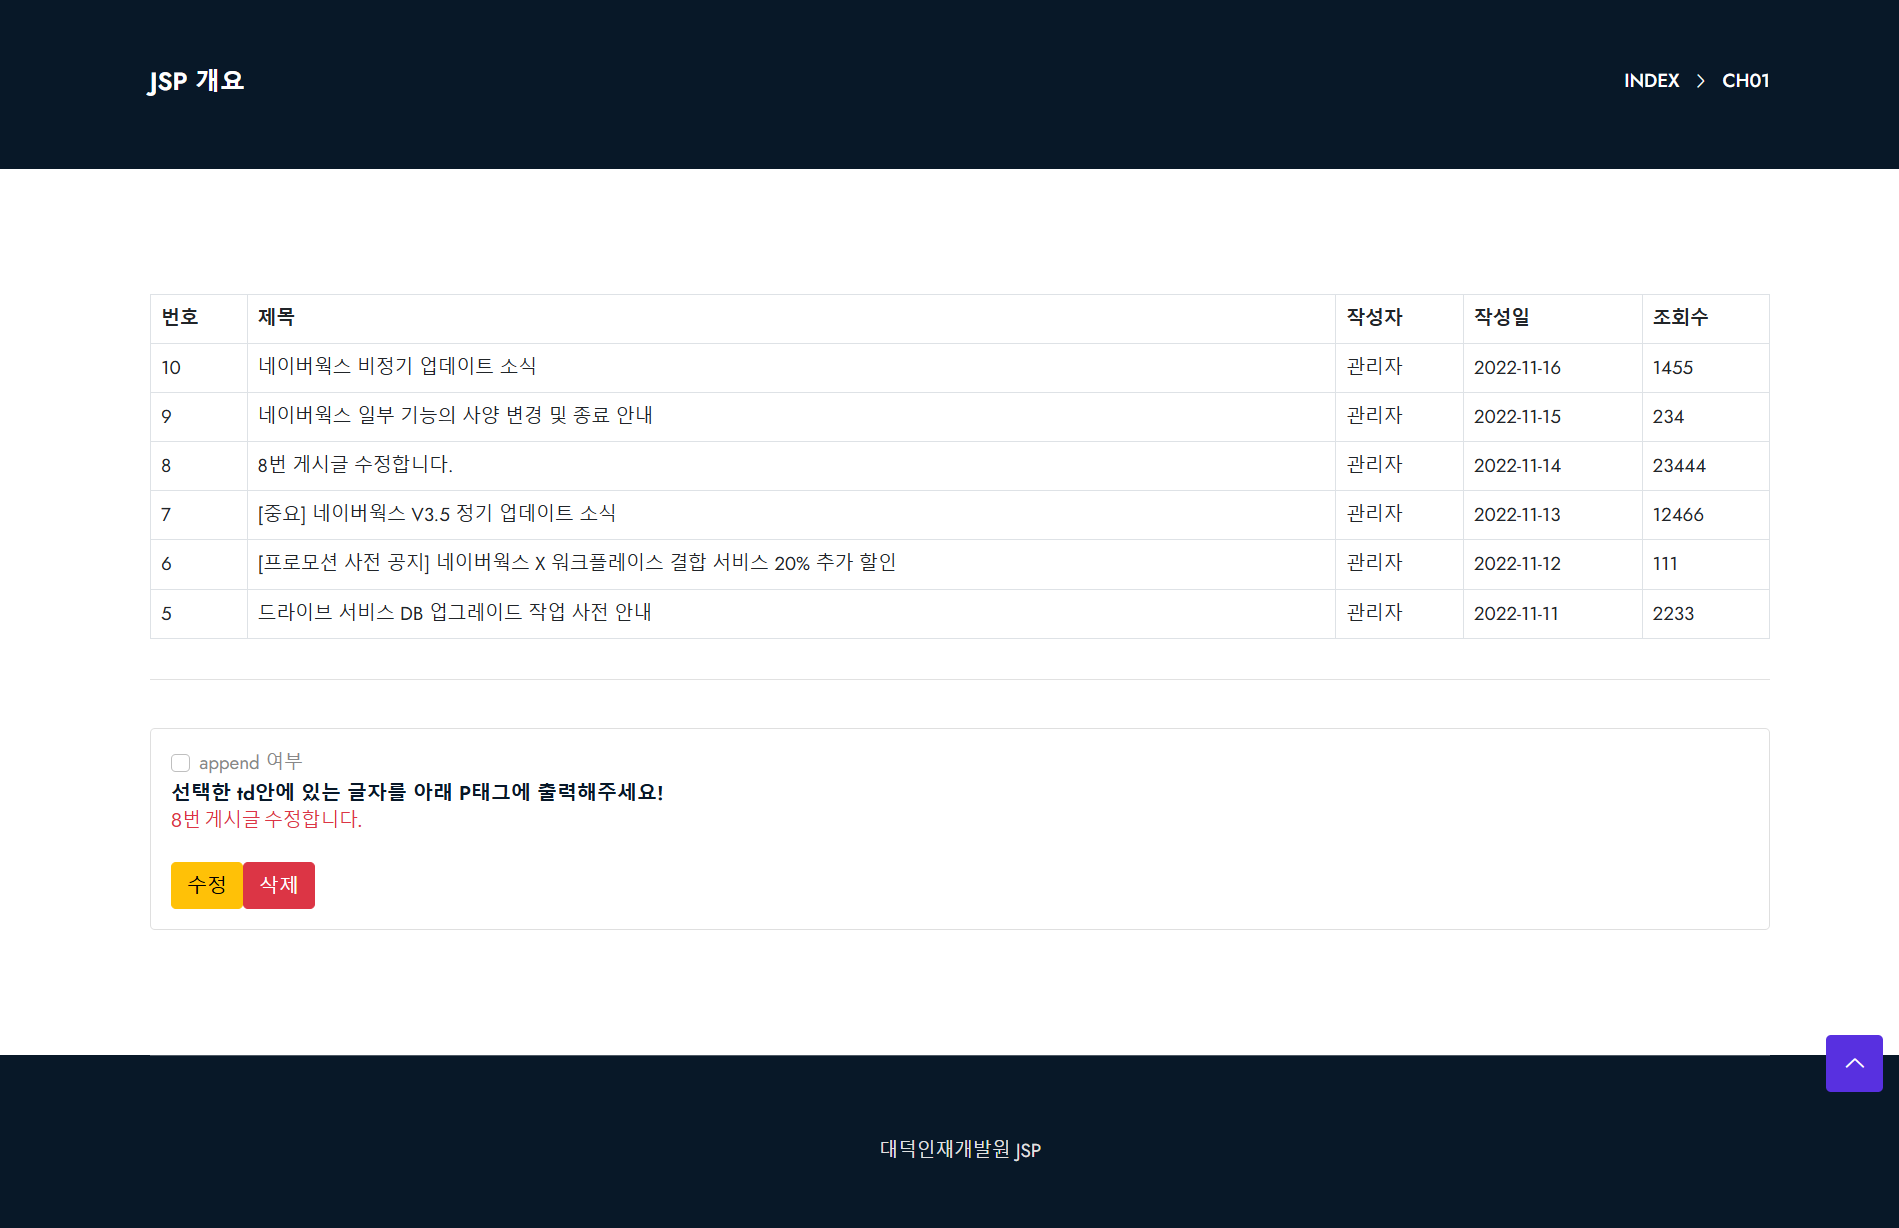 JSP 개요
INDEX > CH01
번호 제목 작성자 작성일 조회수
10 네이버웍스 비정기 업데이트 소식 관리자 2022-11-16 1455
9 네이버웍스 일부 기능의 사양 변경 및 종료 안내 관리자 2022-11-15 234
8 8번 게시글 수정합니다. 관리자 2022-11-14 23444
7 [중요] 네이버웍스 V3.5 정기 업데이트 소식 관리자 2022-11-13 12466
6 [프로모션 사전 공지] 네이버웍스 X 워크플레이스 결합 서비스 20% 추가 할인 관리자 2022-11-12 111
5 드라이브 서비스 DB 업그레이드 작업 사전 안내 관리자 2022-11-11 2233
append 여부
선택한 td안에 있는 글자를 아래 P태그에 출력해주세요!
8번 게시글 수정합니다.
수정 삭제
대덕인재개발원 JSP